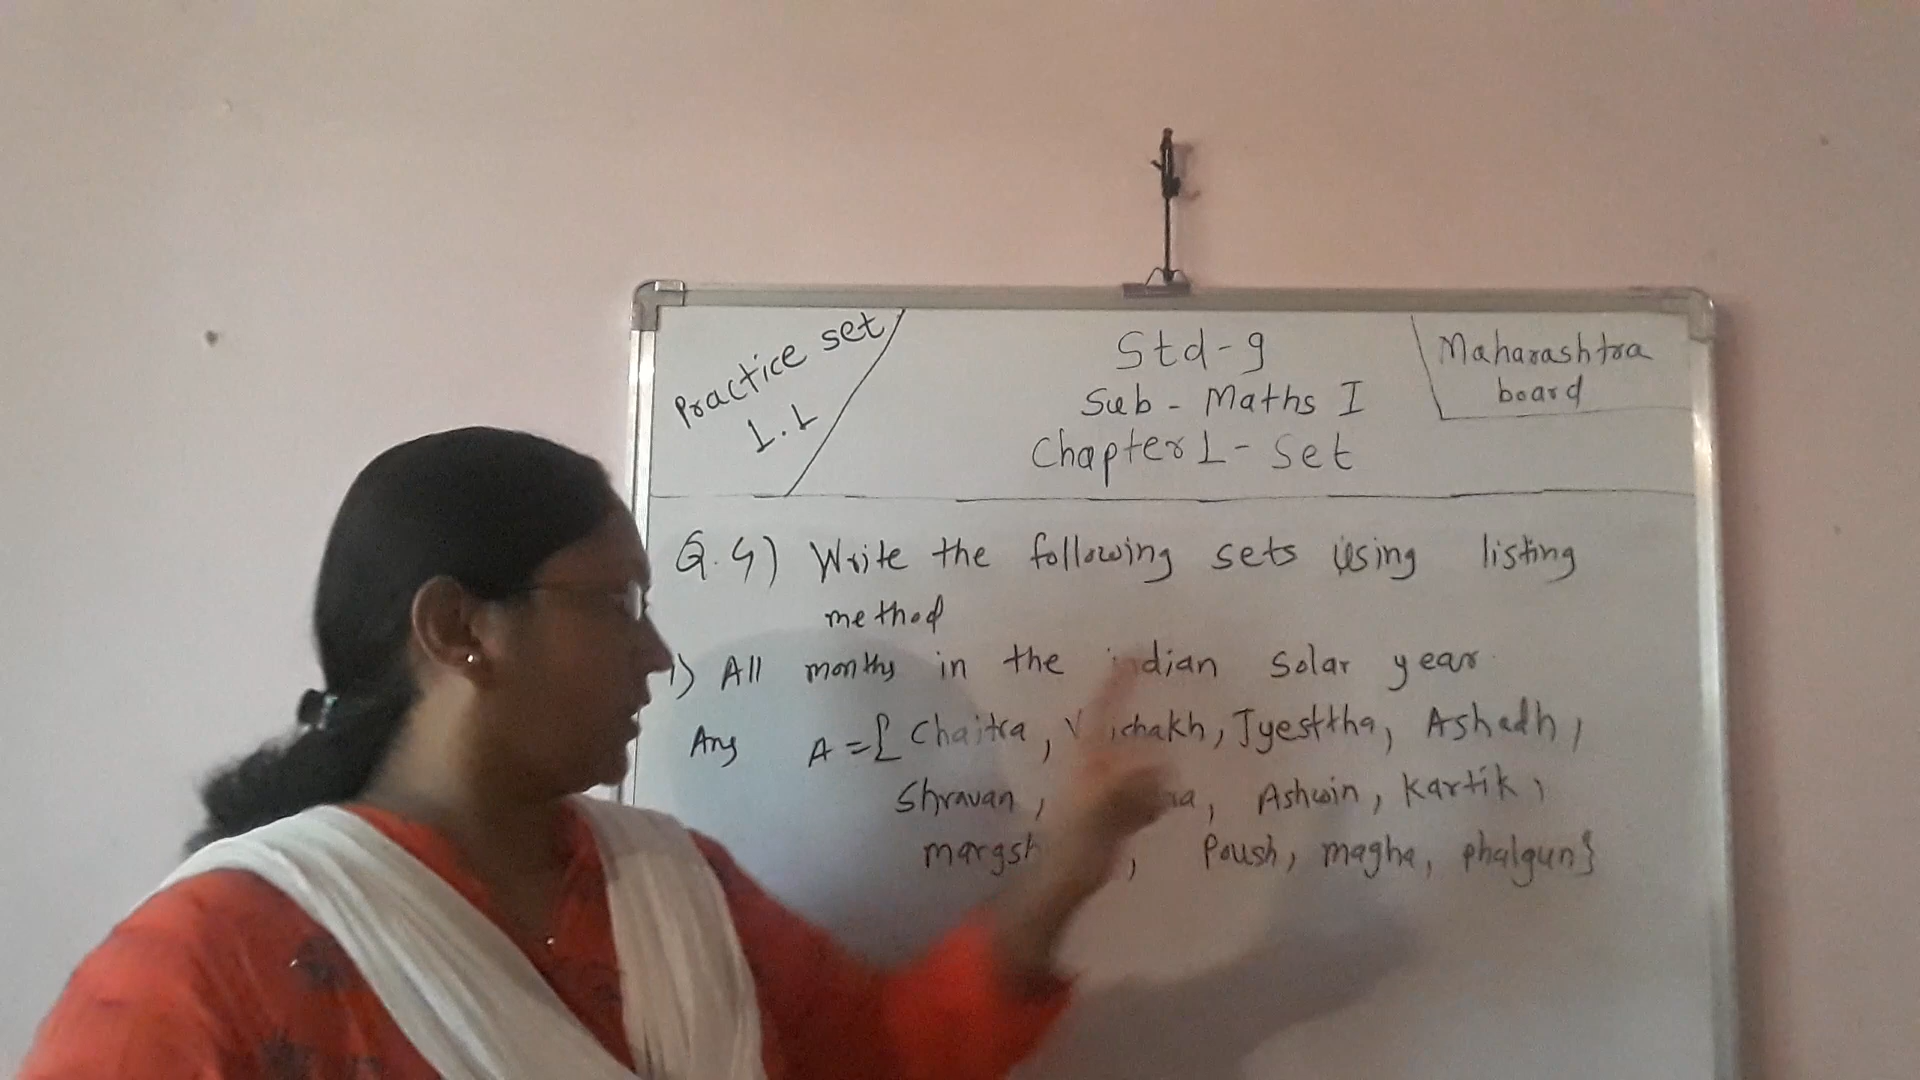 Practice set
1.1
Std-9
Sub - Maths I
Chapter 1 - Set
Maharashtra
board
Q.4) Write the following sets using listing
method
1) All months in the indian Solar year
Ans A = { Chaitra, Jyesttha, Ashadh,
Shravan, Ashwin, Kartik,
Poush, magha, phalgun}